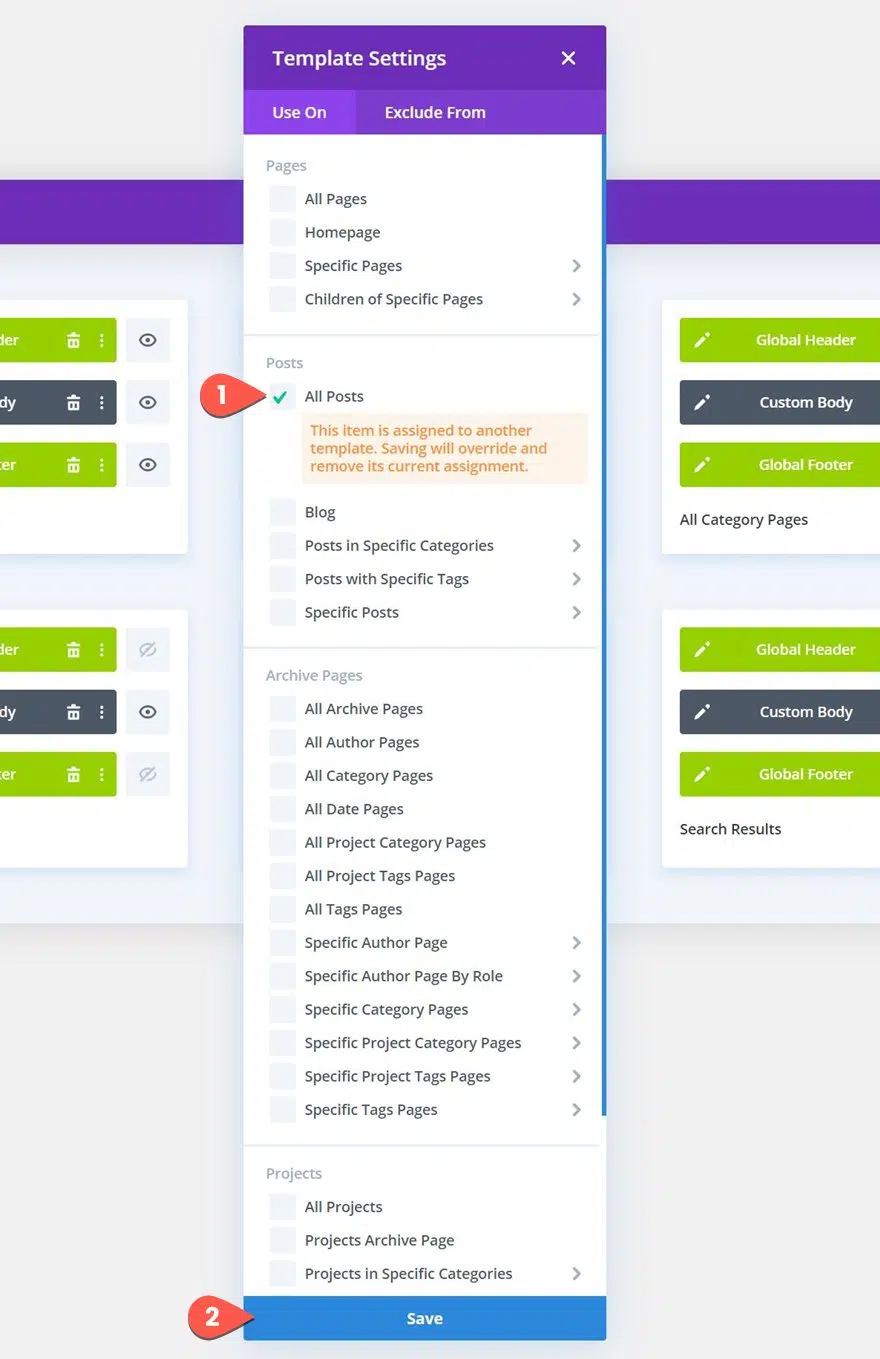 Template Settings
Use On
Exclude From
Pages
All Pages
Homepage
Specific Pages
Children of Specific Pages
Posts
1
All Posts
This item is assigned to another
template. Saving will override and
remove its current assignment.
Blog
Posts in Specific Categories
Posts with Specific Tags
Specific Posts
Archive Pages
All Archive Pages
All Author Pages
All Category Pages
All Date Pages
All Project Category Pages
All Project Tags Pages
All Tags Pages
Specific Author Page
Specific Author Page By Role
Specific Category Pages
Specific Project Category Pages
Specific Project Tags Pages
Specific Tags Pages
Projects
All Projects
Projects Archive Page
Projects in Specific Categories
2
Save
der
dy
ter
der
dy
ter
Global Header
Custom Body
Global Footer
All Category Pages
Global Header
Custom Body
Global Footer
Search Results